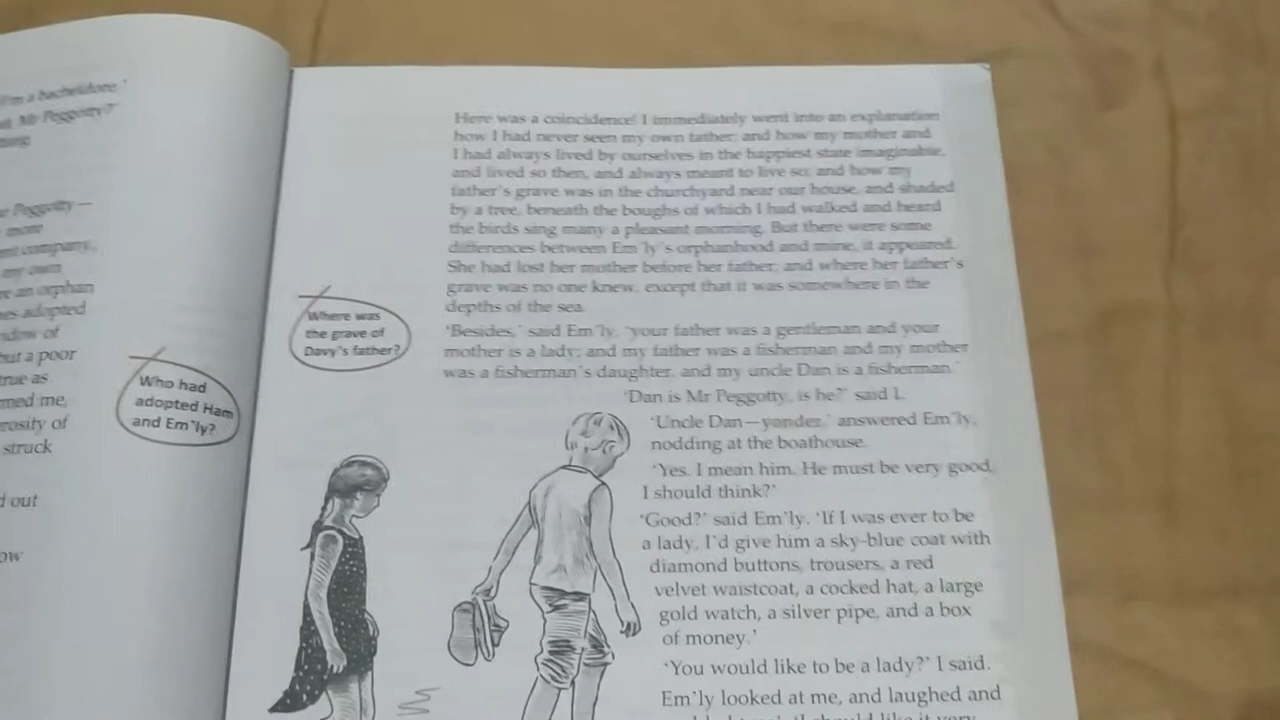 I'm a bacheldore.'
Mr Peggotty?'
Peggotty —
more
company,
my own
an orphan
adopted
of
but a poor
true as
med me,
erosity of
struck
d out
ow
Who had
adopted Ham
and Em'ly?
Where was
the grave of
Davy's father?
Here was a coincidence! I immediately went into an explanation
how I had never seen my own father; and how my mother and
I had always lived by ourselves in the happiest state imaginable,
and lived so then, and always meant to live so; and how my
father's grave was in the churchyard near our house, and shaded
by a tree, beneath the boughs of which I had walked and heard
the birds sing many a pleasant morning. But there were some
differences between Em'ly's orphanhood and mine, it appeared.
She had lost her mother before her father; and where her father's
grave was no one knew, except that it was somewhere in the
depths of the sea.
'Besides,' said Em'ly, 'your father was a gentleman and your
mother is a lady; and my father was a fisherman and my mother
was a fisherman's daughter, and my uncle Dan is a fisherman.'
'Dan is Mr Peggotty, is he?' said I.
'Uncle Dan—yonder,' answered Em'ly,
nodding at the boathouse.
'Yes. I mean him. He must be very good,
I should think?'
'Good?' said Em'ly. 'If I was ever to be
a lady, I'd give him a sky-blue coat with
diamond buttons, trousers, a red
velvet waistcoat, a cocked hat, a large
gold watch, a silver pipe, and a box
of money.'
'You would like to be a lady?' I said.
Em'ly looked at me, and laughed and
I should like it very